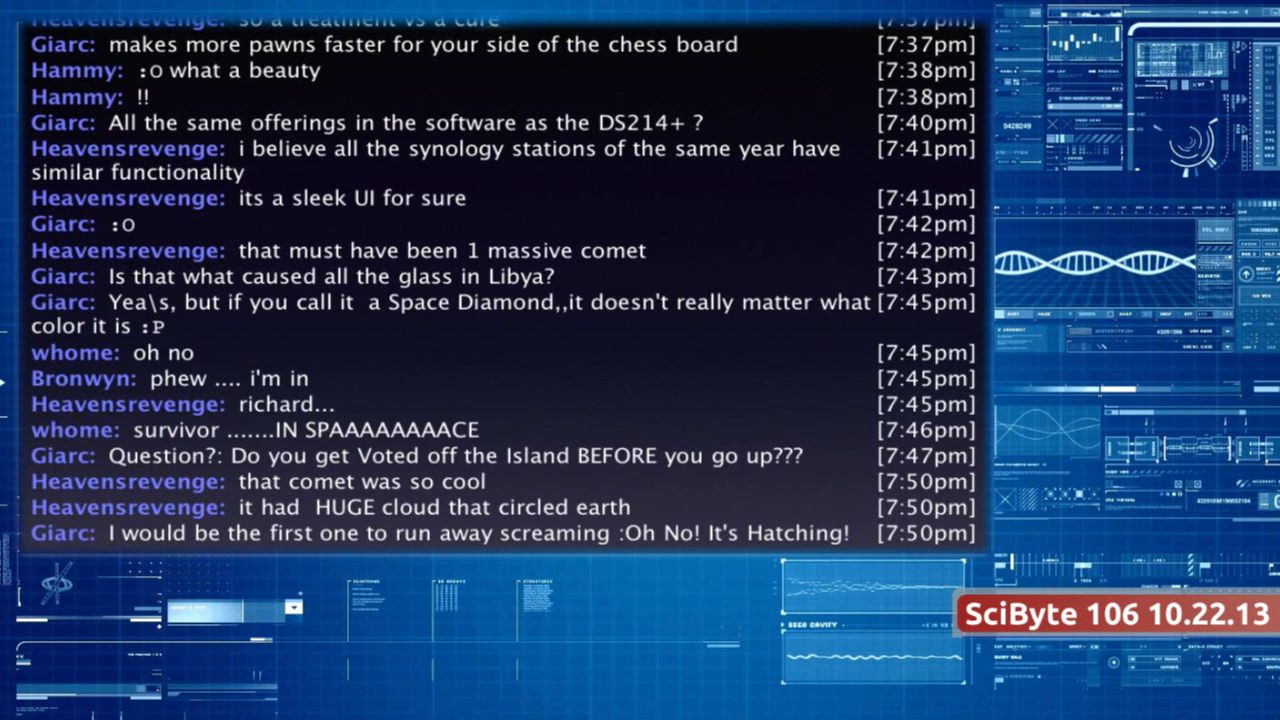 Heavensrevenge: so a treatment vs a cure [7:37pm]
Giarc: makes more pawns faster for your side of the chess board [7:37pm]
Hammy: :O what a beauty [7:38pm]
Hammy: !! [7:38pm]
Giarc: All the same offerings in the software as the DS214+ ? [7:40pm]
Heavensrevenge: i believe all the synology stations of the same year have [7:41pm]
similar functionality
Heavensrevenge: its a sleek UI for sure [7:41pm]
Giarc: :O [7:42pm]
Heavensrevenge: that must have been 1 massive comet [7:42pm]
Giarc: Is that what caused all the glass in Libya? [7:43pm]
Giarc: Yea\s, but if you call it a Space Diamond,,it doesn't really matter what [7:45pm]
color it is :P
whome: oh no [7:45pm]
Bronwyn: phew .... i'm in [7:45pm]
Heavensrevenge: richard... [7:45pm]
whome: survivor .......IN SPAAAAAAAACE [7:46pm]
Giarc: Question?: Do you get Voted off the Island BEFORE you go up??? [7:47pm]
Heavensrevenge: that comet was so cool [7:50pm]
Heavensrevenge: it had HUGE cloud that circled earth [7:50pm]
Giarc: I would be the first one to run away screaming :Oh No! It's Hatching! [7:50pm]
9428249
SciByte 106 10.22.13